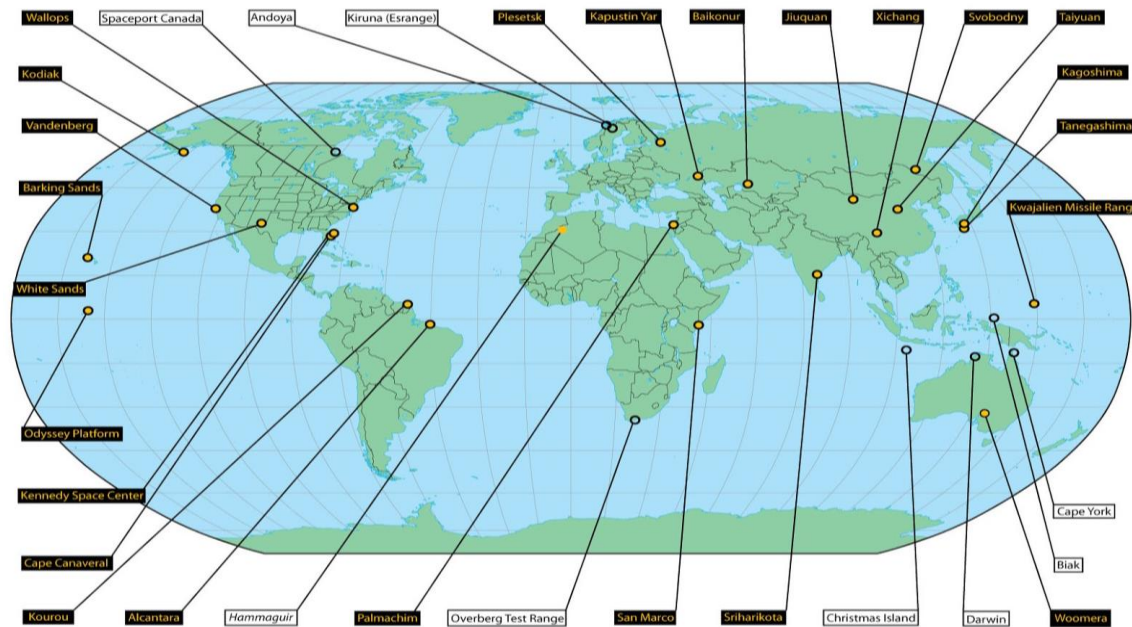 Wallops
Spaceport Canada
Andoya
Kiruna (Esrange)
Plesetsk
Kapustin Yar
Baikonur
Jiuquan
Xichang
Svobodny
Taiyuan
Kodiak
Kagoshima
Vandenberg
Tanegashima
Barking Sands
Kwajalien Missile Rang
White Sands
Odyssey Platform
Kennedy Space Center
Cape York
Cape Canaveral
Biak
Kourou
Alcantara
Hammaguir
Palmachim
Overberg Test Range
San Marco
Sriharikota
Christmas Island
Darwin
Woomera